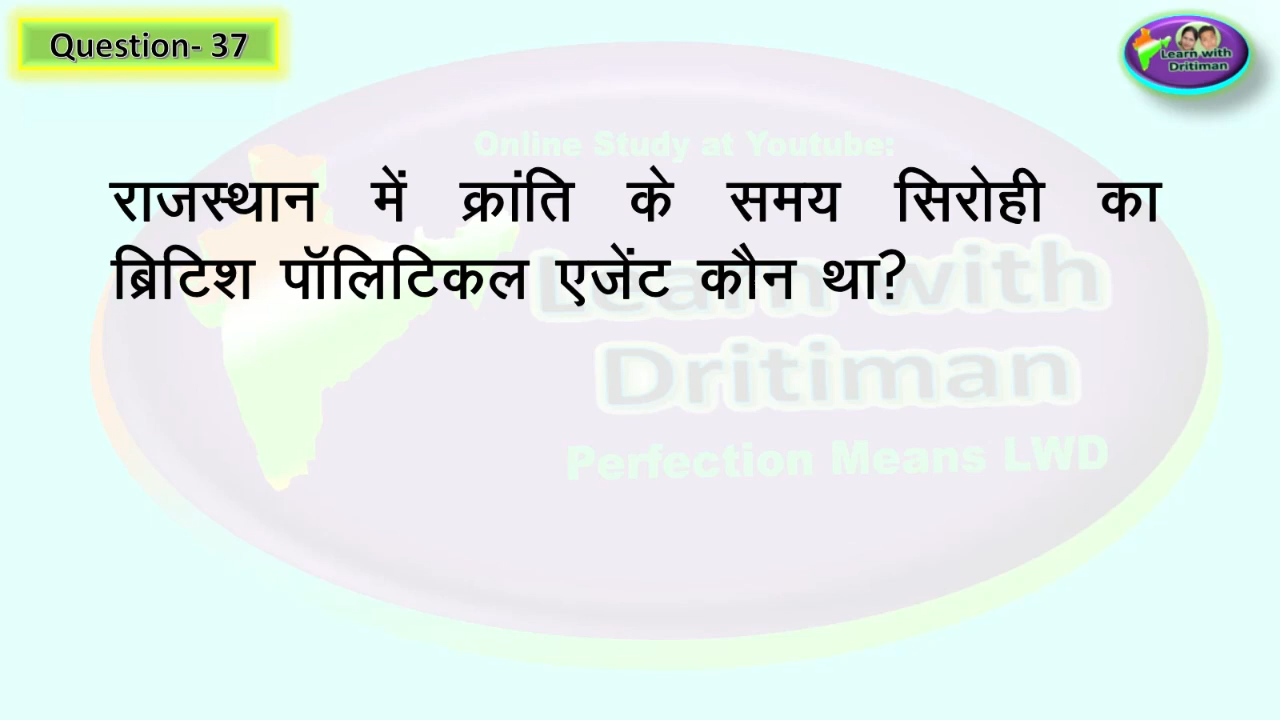 Question- 37
Learn with
Dritiman
Online Study at Youtube:
राजस्थान में क्रांति के समय सिरोही का
ब्रिटिश पॉलिटिकल एजेंट कौन था?
Learn with
Dritiman
Perfection Means LWD